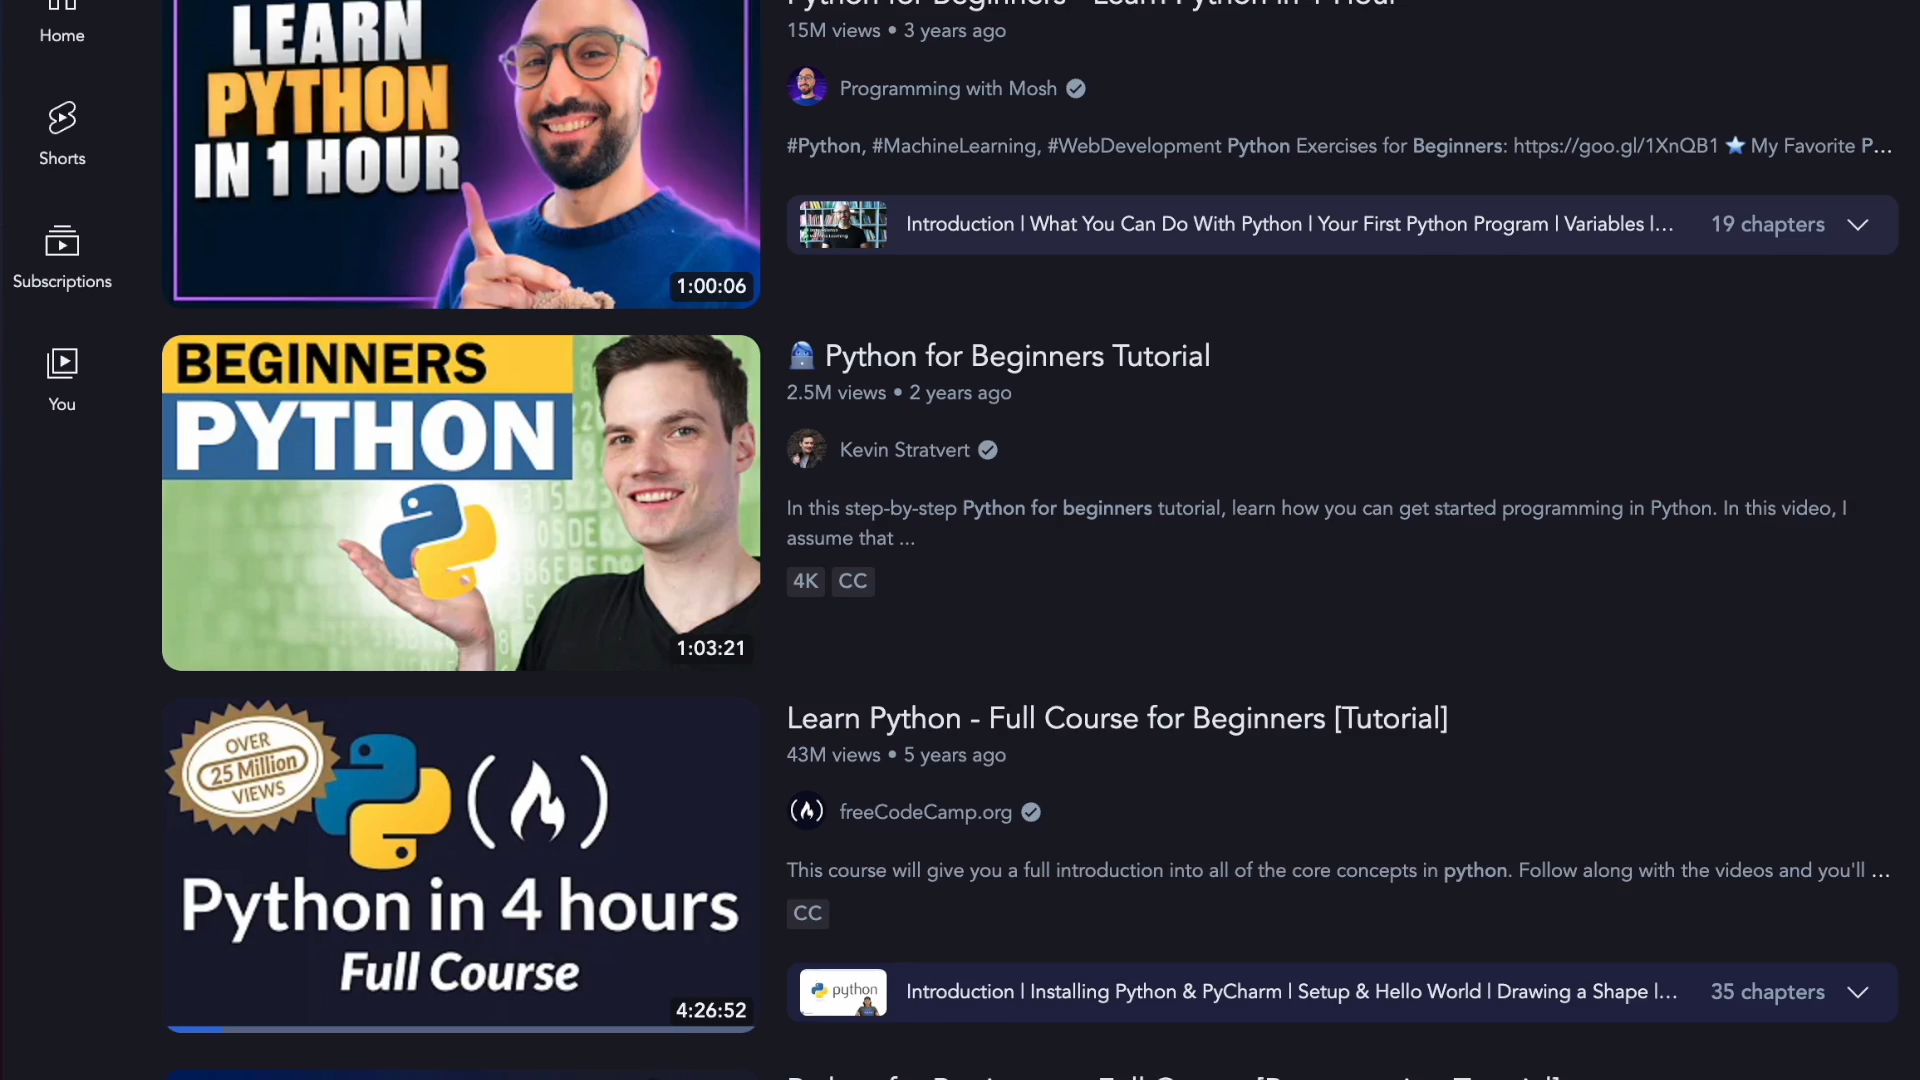 Home
Shorts
Subscriptions
You
LEARN
PYTHON
IN 1 HOUR
1:00:06
Python for Beginners - Learn Python in 1 Hour
15M views • 3 years ago
Programming with Mosh
#Python, #MachineLearning, #WebDevelopment Python Exercises for Beginners: https://goo.gl/1XnQB1 ⭐ My Favorite P...
Introduction | What You Can Do With Python | Your First Python Program | Variables |...
19 chapters
BEGINNERS
PYTHON
1:03:21
Python for Beginners Tutorial
2.5M views • 2 years ago
Kevin Stratvert
In this step-by-step Python for beginners tutorial, learn how you can get started programming in Python. In this video, I
assume that ...
4K CC
OVER
25 Million
VIEWS
Python in 4 hours
Full Course
4:26:52
Learn Python - Full Course for Beginners [Tutorial]
43M views • 5 years ago
freeCodeCamp.org
This course will give you a full introduction into all of the core concepts in python. Follow along with the videos and you'll ...
CC
python
Introduction | Installing Python & PyCharm | Setup & Hello World | Drawing a Shape |...
35 chapters